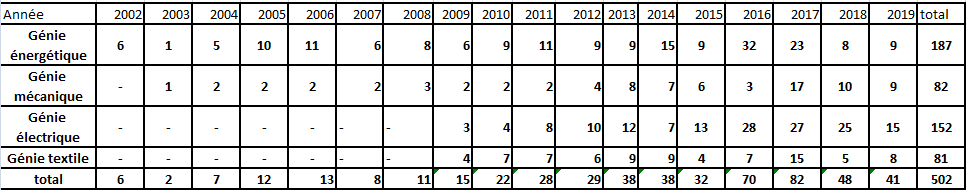 Année 2002 2003 2004 2005 2006 2007 2008 2009 2010 2011 2012 2013 2014 2015 2016 2017 2018 2019 total
Génie énergétique 6 1 5 10 11 6 8 6 9 11 9 9 15 9 32 23 8 9 187
Génie mécanique - 1 2 2 2 2 3 2 2 2 4 8 7 6 3 17 10 9 82
Génie électrique - - - - - - - 3 4 8 10 12 7 13 28 27 25 15 152
Génie textile - - - - - - - 4 7 7 6 9 9 4 7 15 5 8 81
total 6 2 7 12 13 8 11 15 22 28 29 38 38 32 70 82 48 41 502